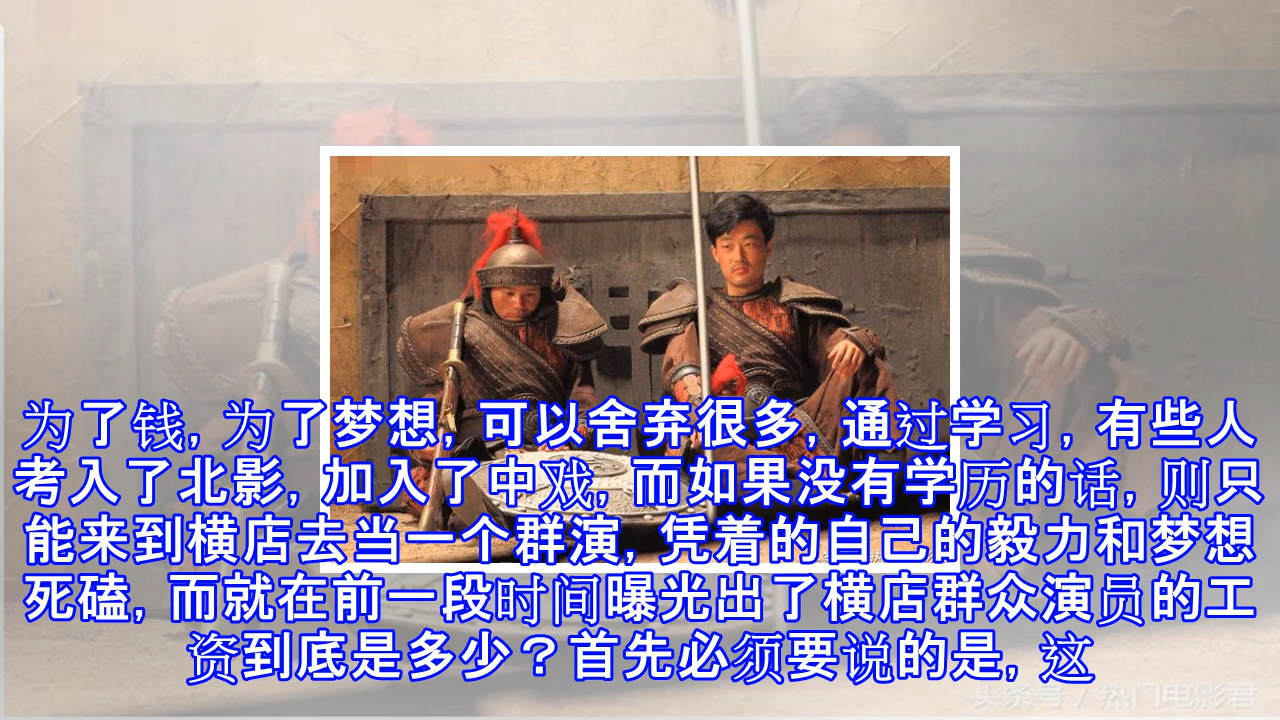 为了钱, 为了梦想, 可以舍弃很多, 通过学习, 有些人
考入了北影, 加入了中戏, 而如果没有学历的话, 则只
能来到横店去当一个群演, 凭着的自己的毅力和梦想
死磕, 而就在前一段时间曝光出了横店群众演员的工
资到底是多少？首先必须要说的是, 这
头条号 / 热门电影君